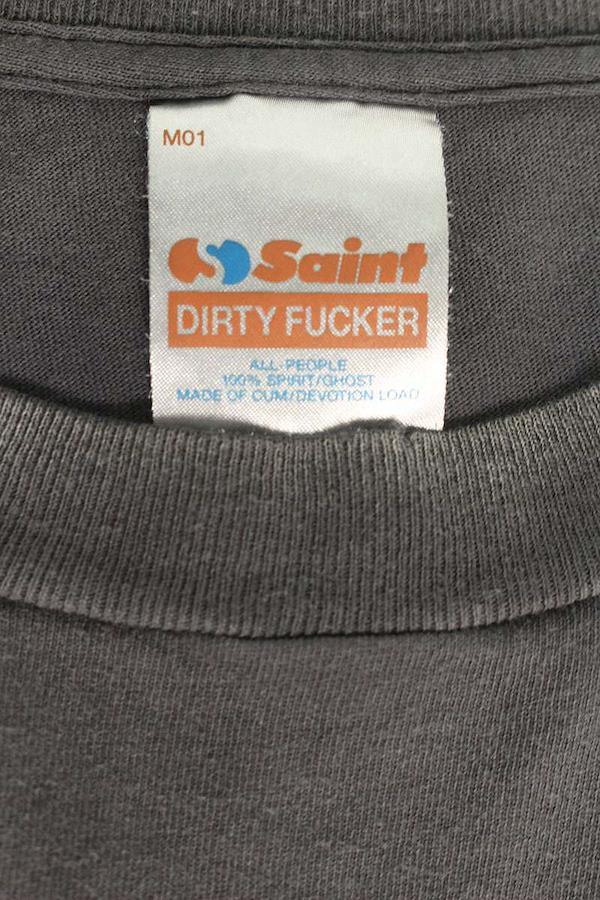 M01
Saint
DIRTY FUCKER
ALL-PEOPLE
100% SPIRIT/GHOST
MADE OF CUM/DEVOTION LOAD